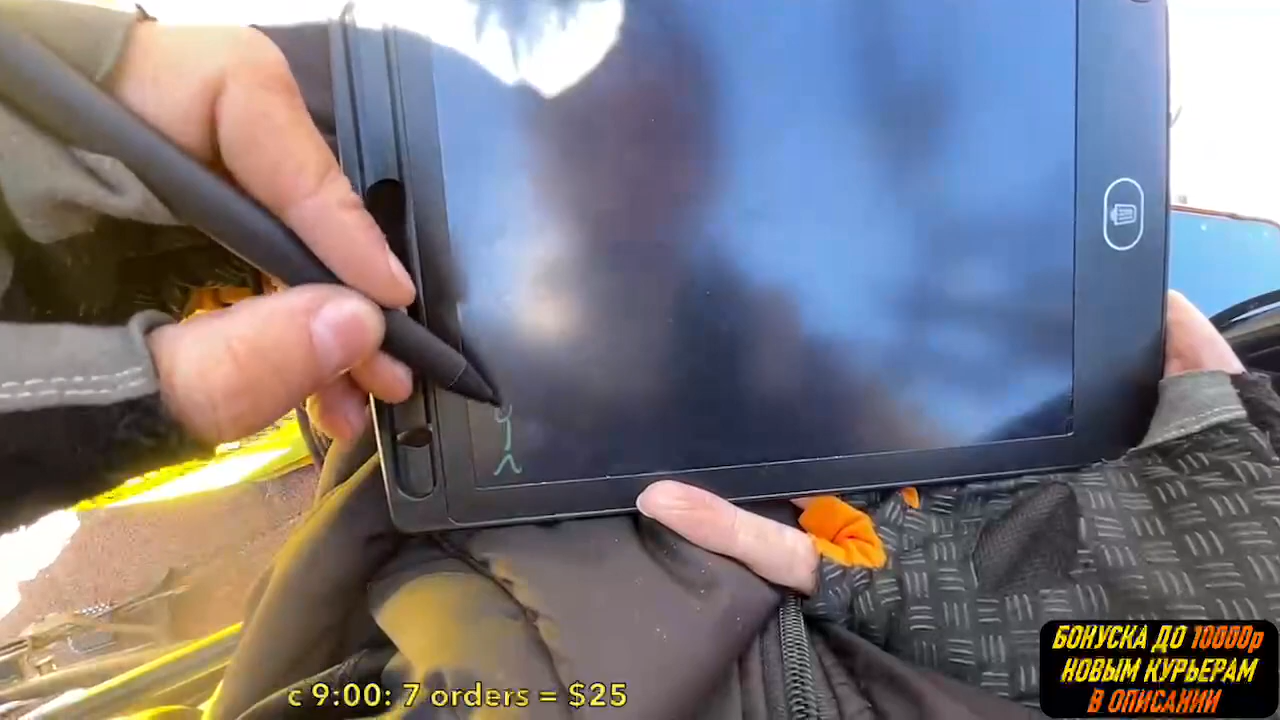 БОНУСКА ДО 10000р
НОВЫМ КУРЬЕРАМ
В ОПИСАНИИ
с 9:00: 7 orders = $25